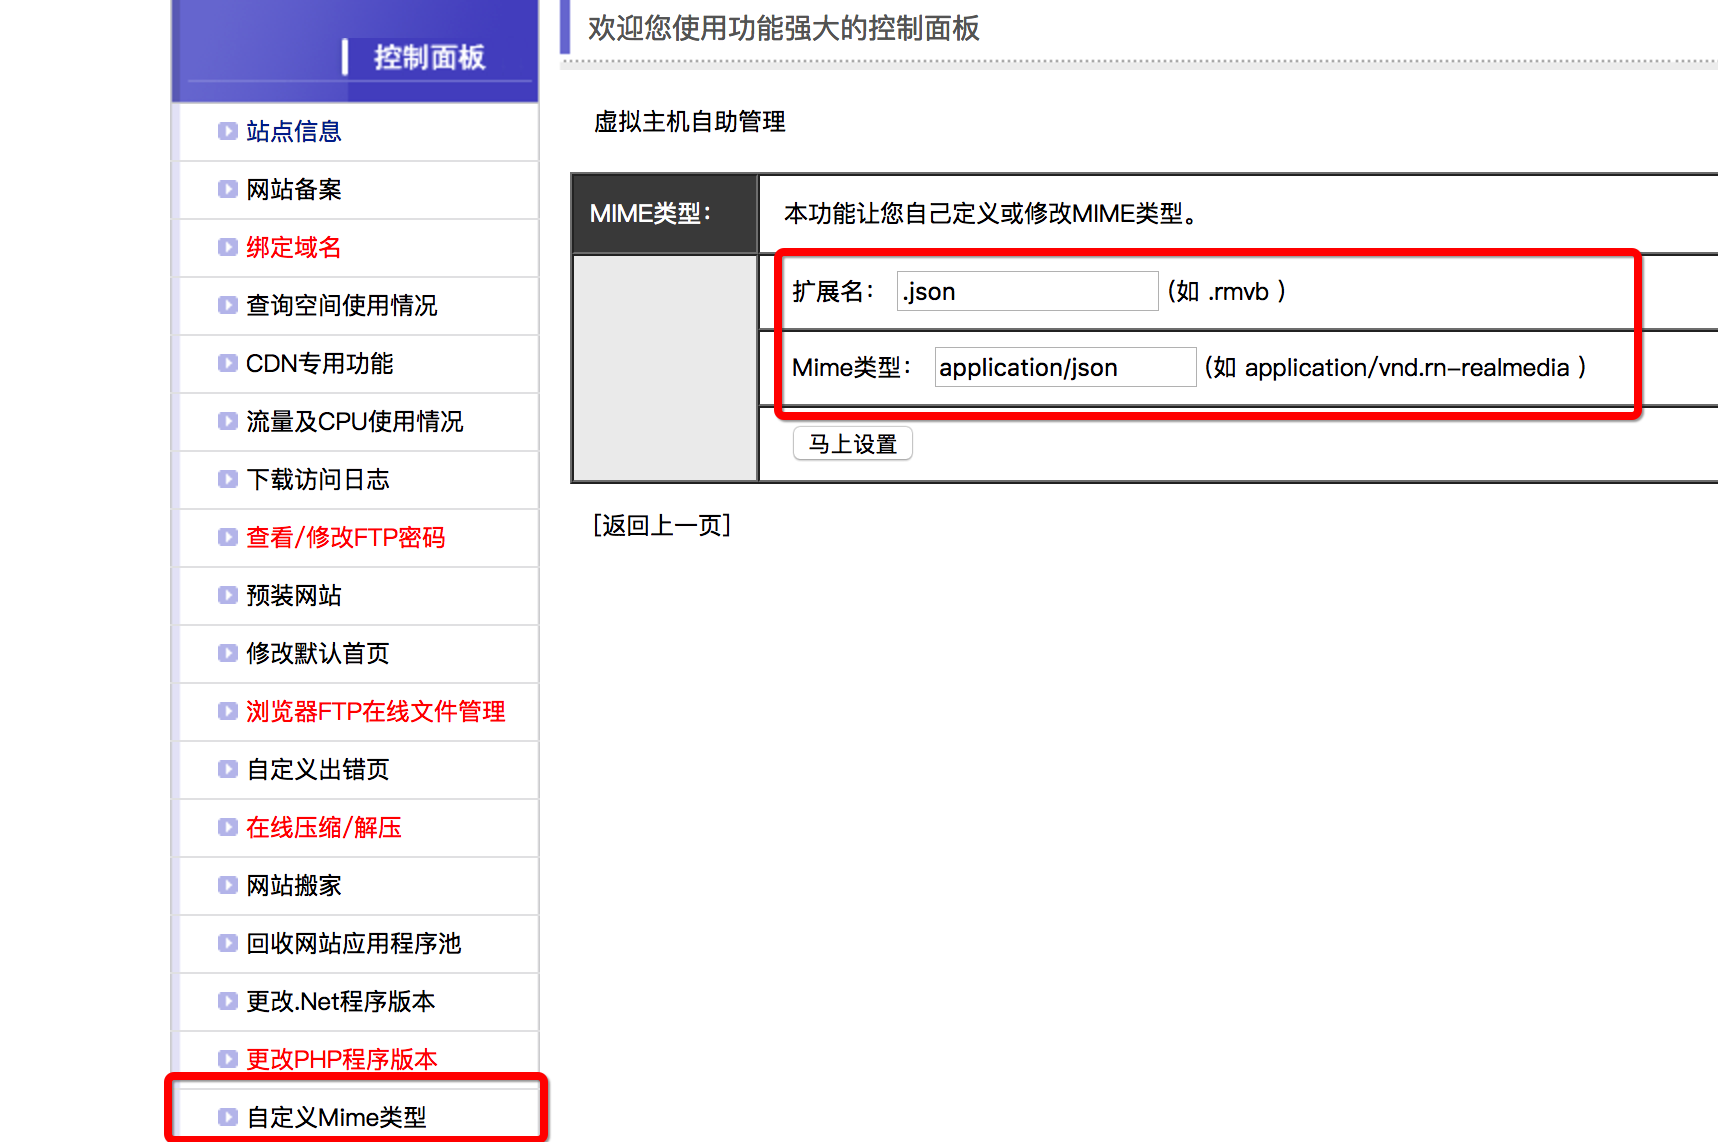 控制面板
站点信息
网站备案
绑定域名
查询空间使用情况
CDN专用功能
流量及CPU使用情况
下载访问日志
查看/修改FTP密码
预装网站
修改默认首页
浏览器FTP在线文件管理
自定义出错页
在线压缩/解压
网站搬家
回收网站应用程序池
更改.Net程序版本
更改PHP程序版本
自定义Mime类型
欢迎您使用功能强大的控制面板
虚拟主机自助管理
MIME类型： 本功能让您自己定义或修改MIME类型。
扩展名： .json (如 .rmvb )
Mime类型： application/json (如 application/vnd.rn-realmedia )
马上设置
[返回上一页]